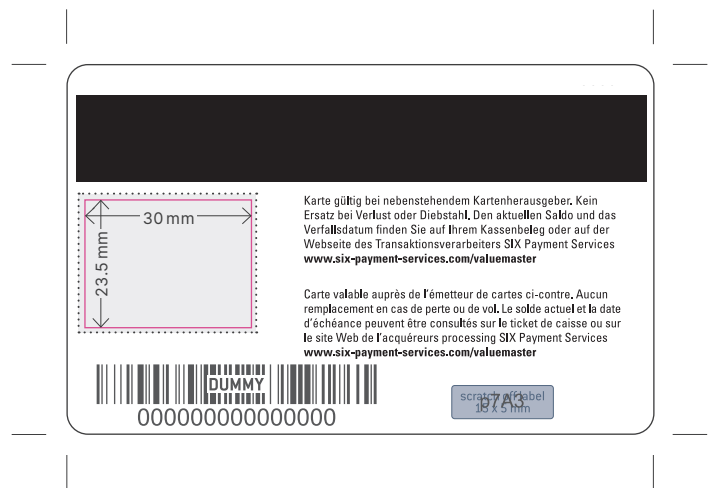 30 mm
23.5 mm
Karte gültig bei nebenstehendem Kartenherausgeber. Kein
Ersatz bei Verlust oder Diebstahl. Den aktuellen Saldo und das
Verfallsdatum finden Sie auf Ihrem Kassenbeleg oder auf der
Webseite des Transaktionsverarbeiters SIX Payment Services
www.six-payment-services.com/valuemaster
Carte valable auprès de l'émetteur de cartes ci-contre. Aucun
remplacement en cas de perte ou de vol. Le solde actuel et la date
d'échéance peuvent être consultés sur le ticket de caisse ou sur
le site Web de l'acquéreurs processing SIX Payment Services
www.six-payment-services.com/valuemaster
DUMMY
000000000000000
scratch off label
p7A3
15 x 5 mm